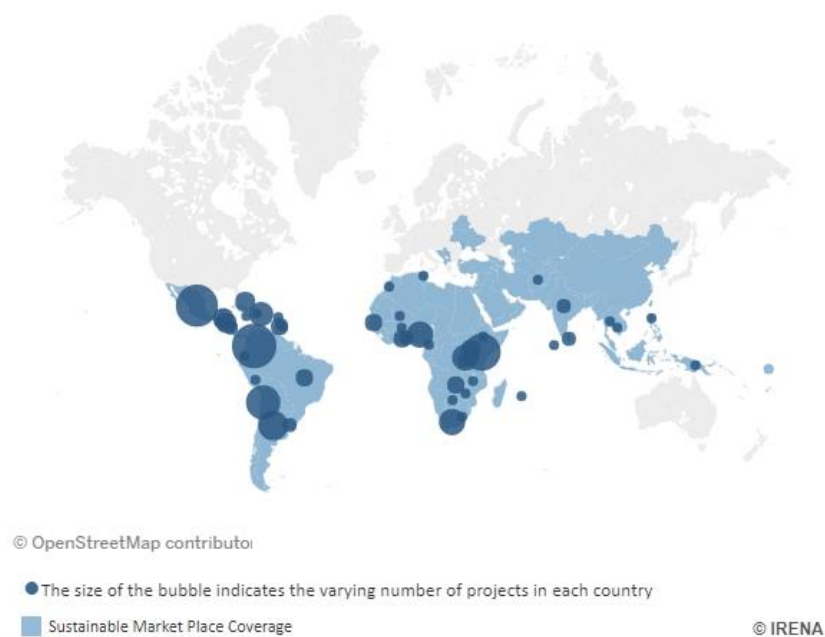 © OpenStreetMap contributo
The size of the bubble indicates the varying number of projects in each country
Sustainable Market Place Coverage
© IRENA